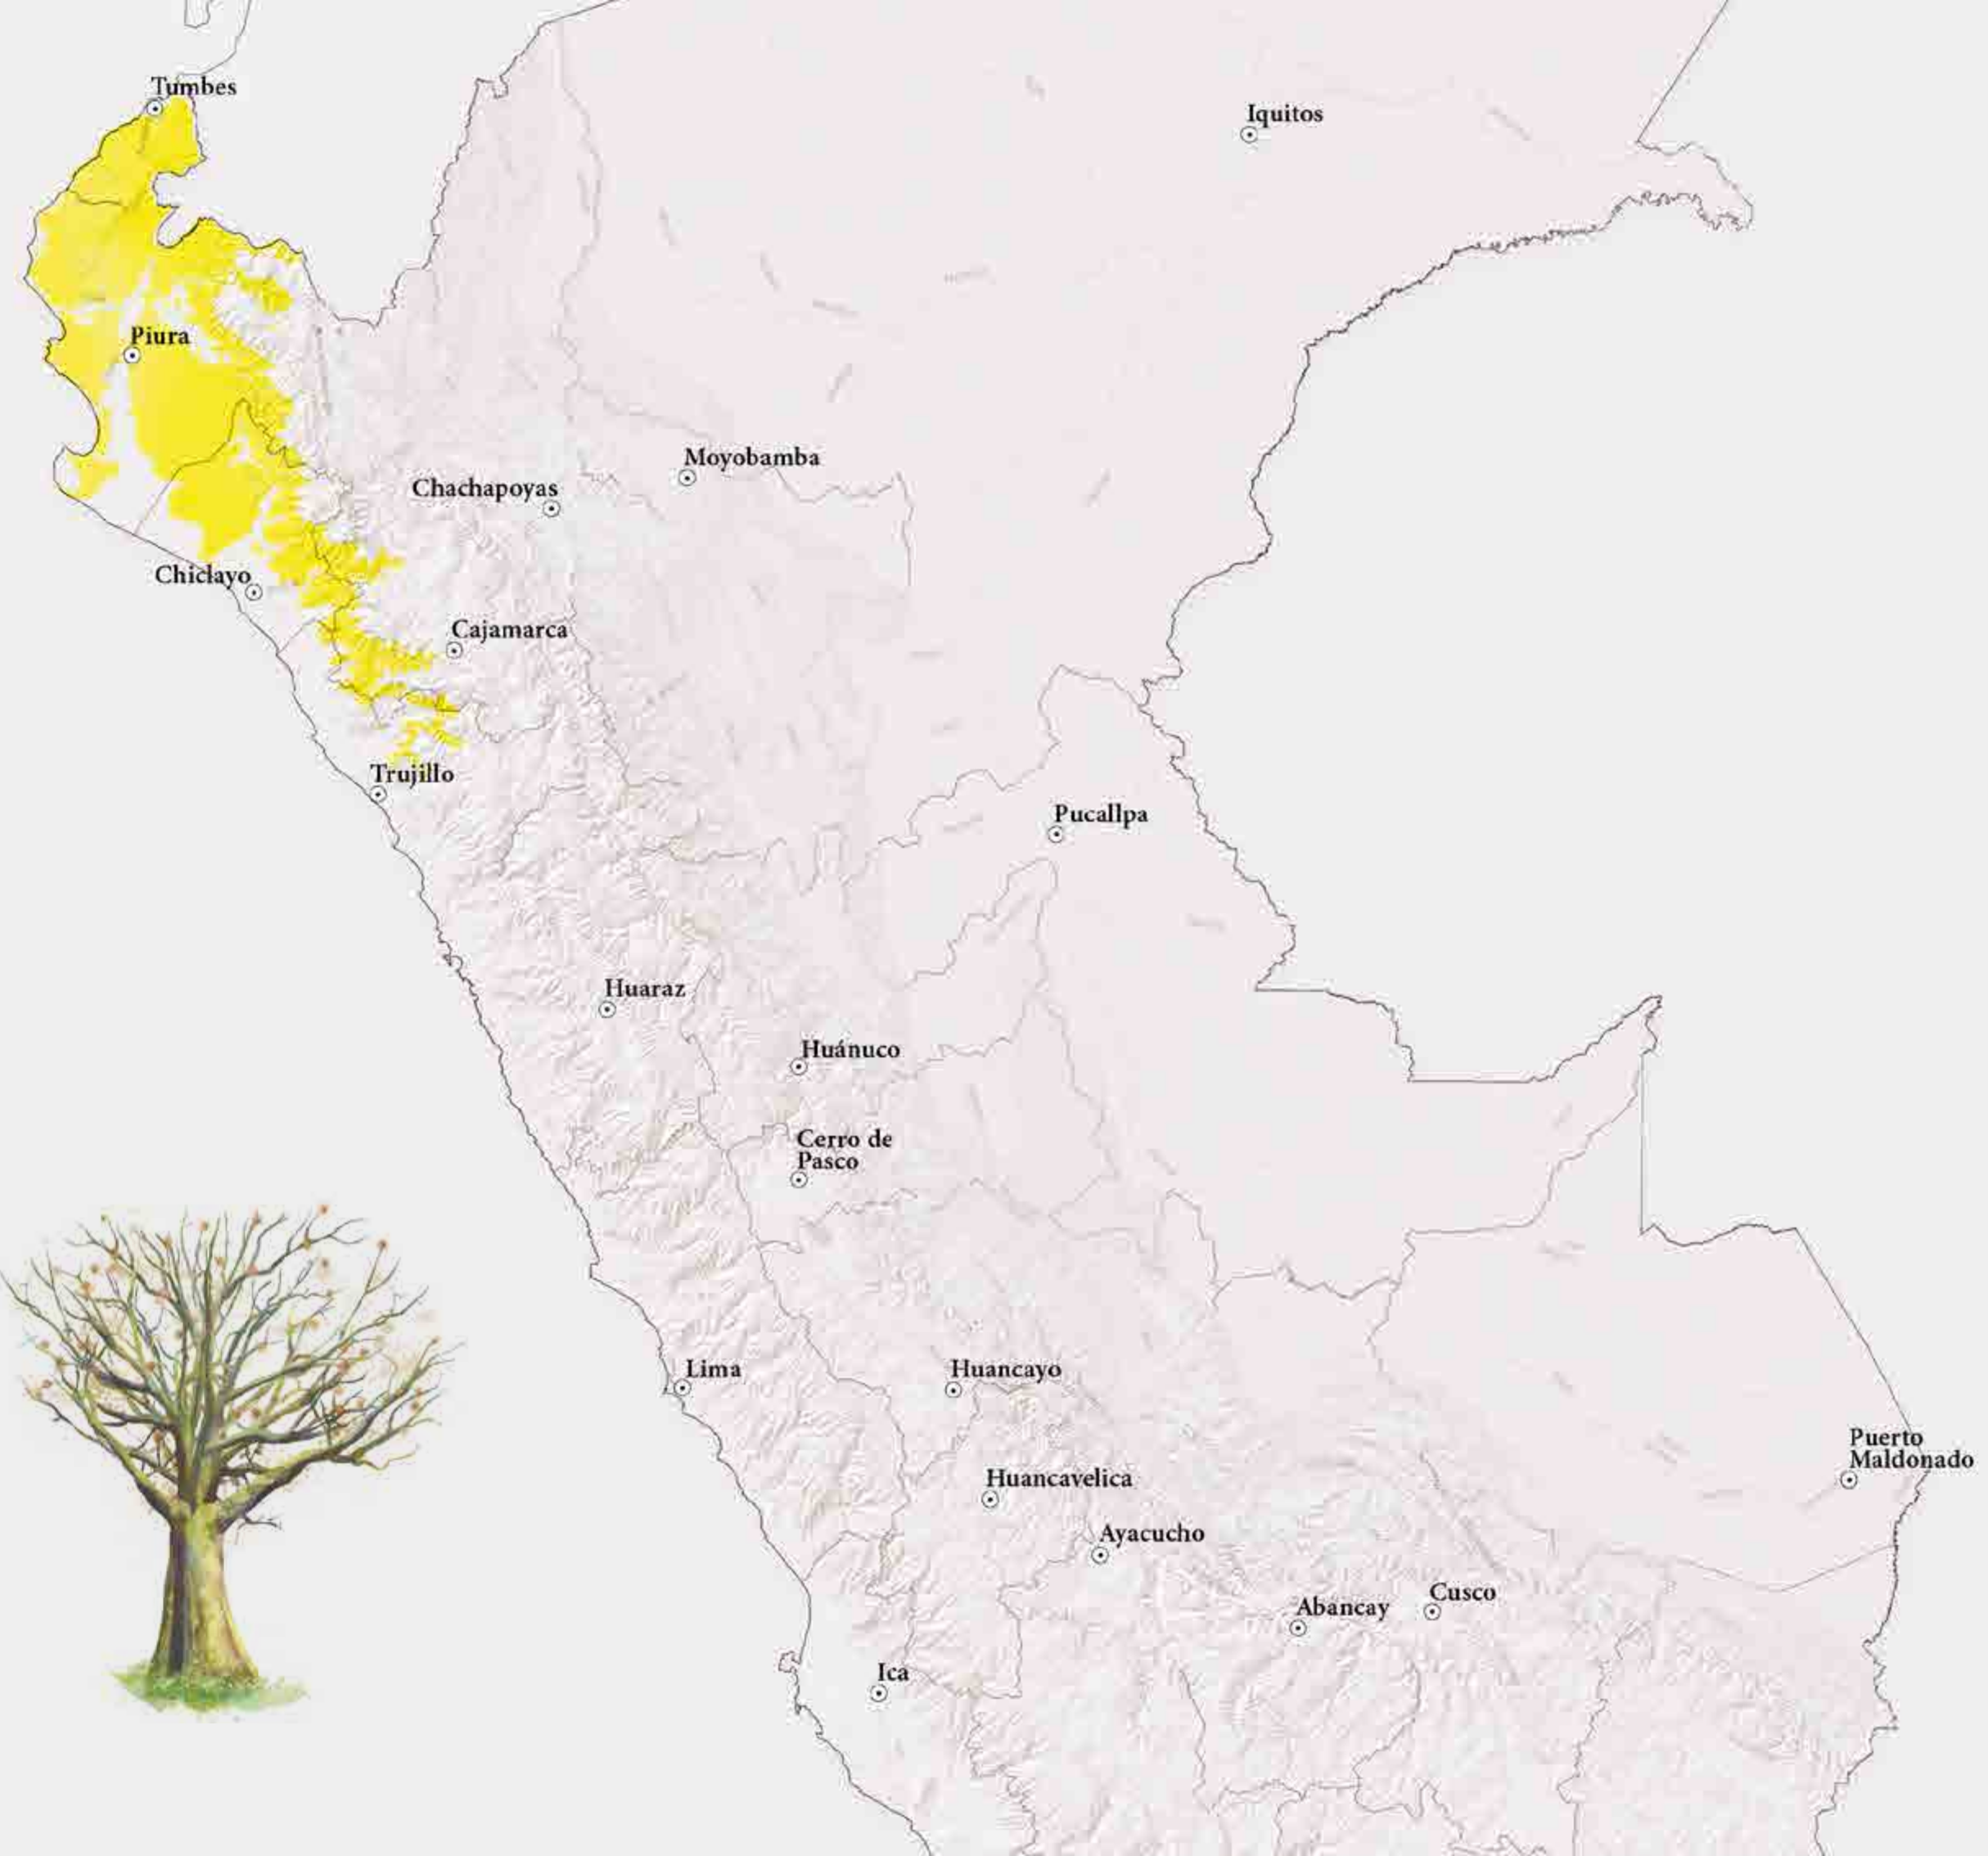 Tumbes
Iquitos
Piura
Moyobamba
Chachapoyas
Chiclayo
Cajamarca
Trujillo
Pucallpa
Huaraz
Huánuco
Cerro de
Pasco
Lima
Huancayo
Puerto
Maldonado
Huancavelica
Ayacucho
Cusco
Abancay
Ica